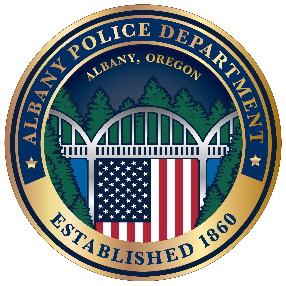 ALBANY POLICE DEPARTMENT
ALBANY, OREGON
ESTABLISHED 1860